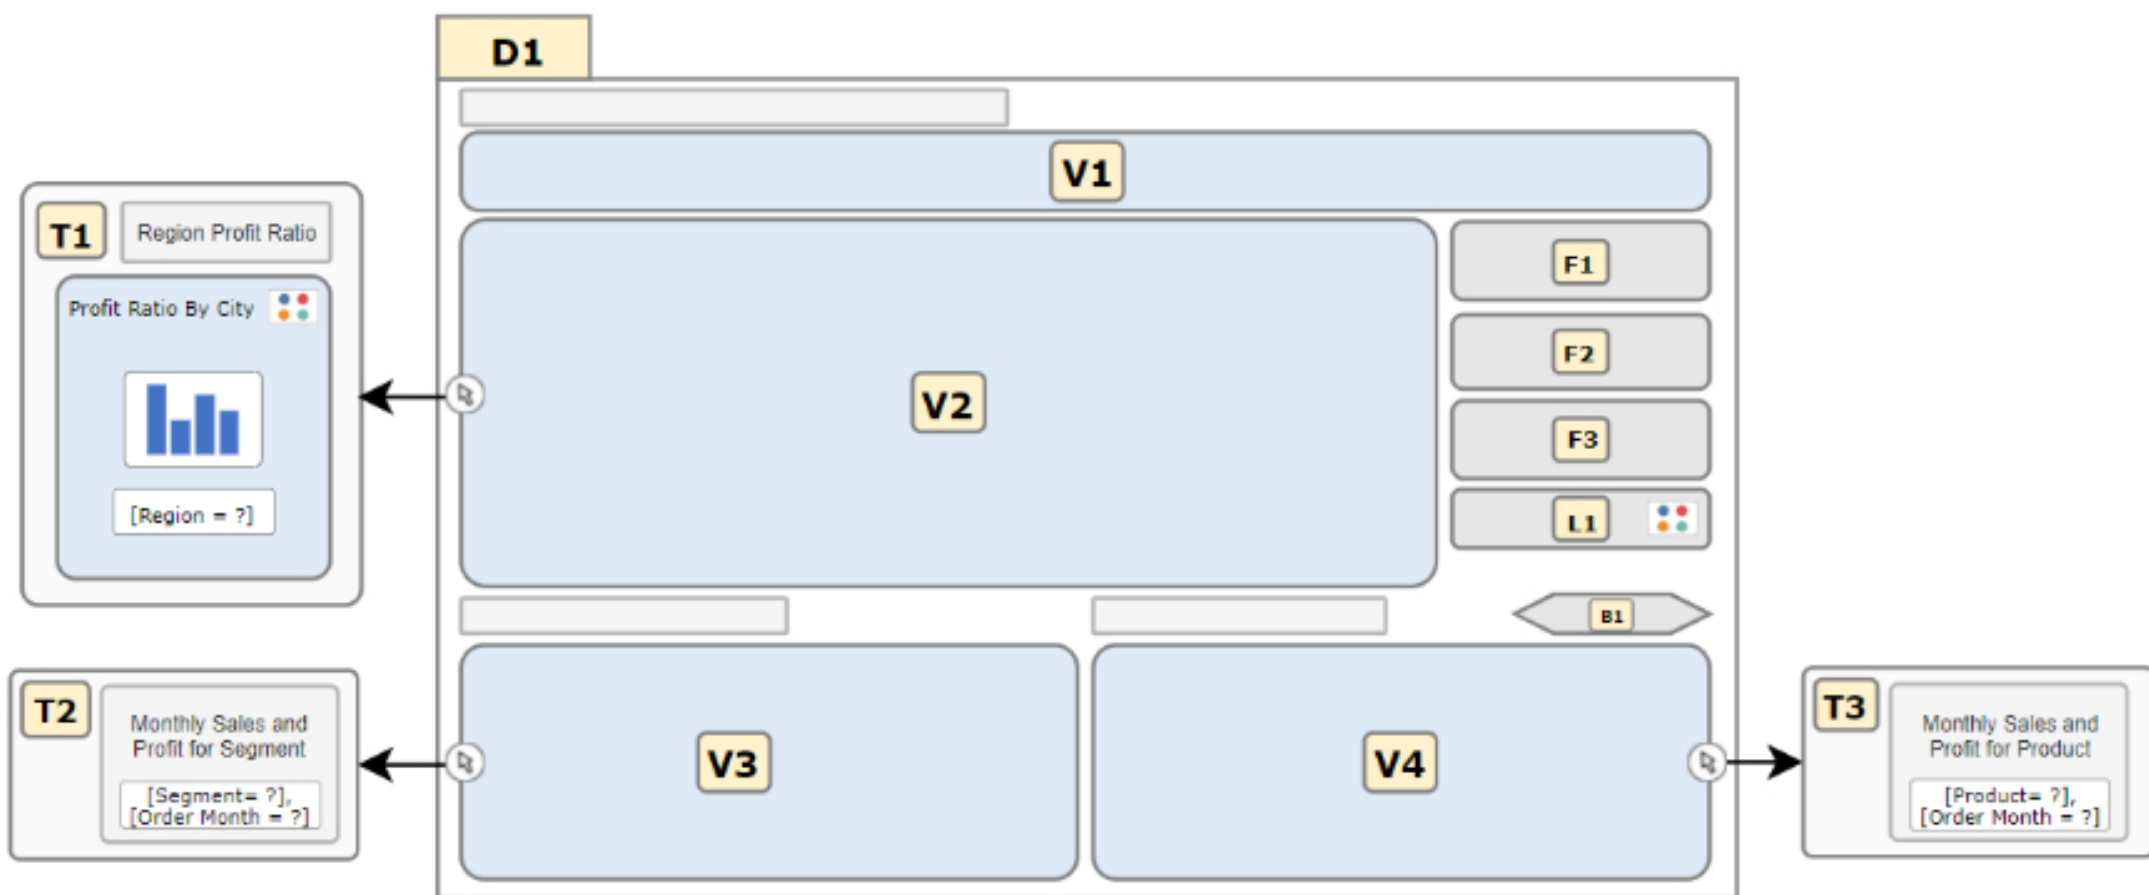 D1
V1
T1
Region Profit Ratio
Profit Ratio By City
[Region = ?]
V2
F1
F2
F3
L1
B1
T2
Monthly Sales and
Profit for Segment
[Segment= ?],
[Order Month = ?]
V3
V4
T3
Monthly Sales and
Profit for Product
[Product= ?],
[Order Month = ?]